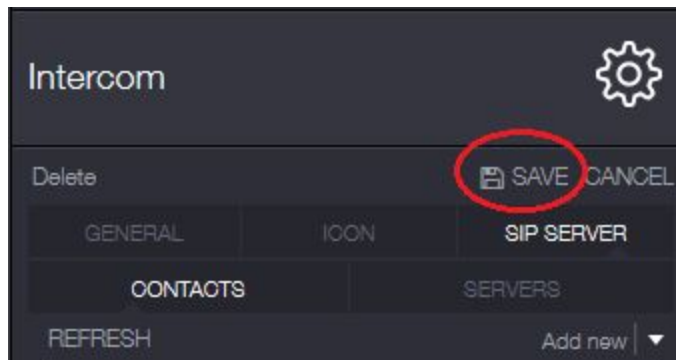 Intercom
Delete SAVE CANCEL
GENERAL ICON SIP SERVER
CONTACTS SERVERS
REFRESH Add new